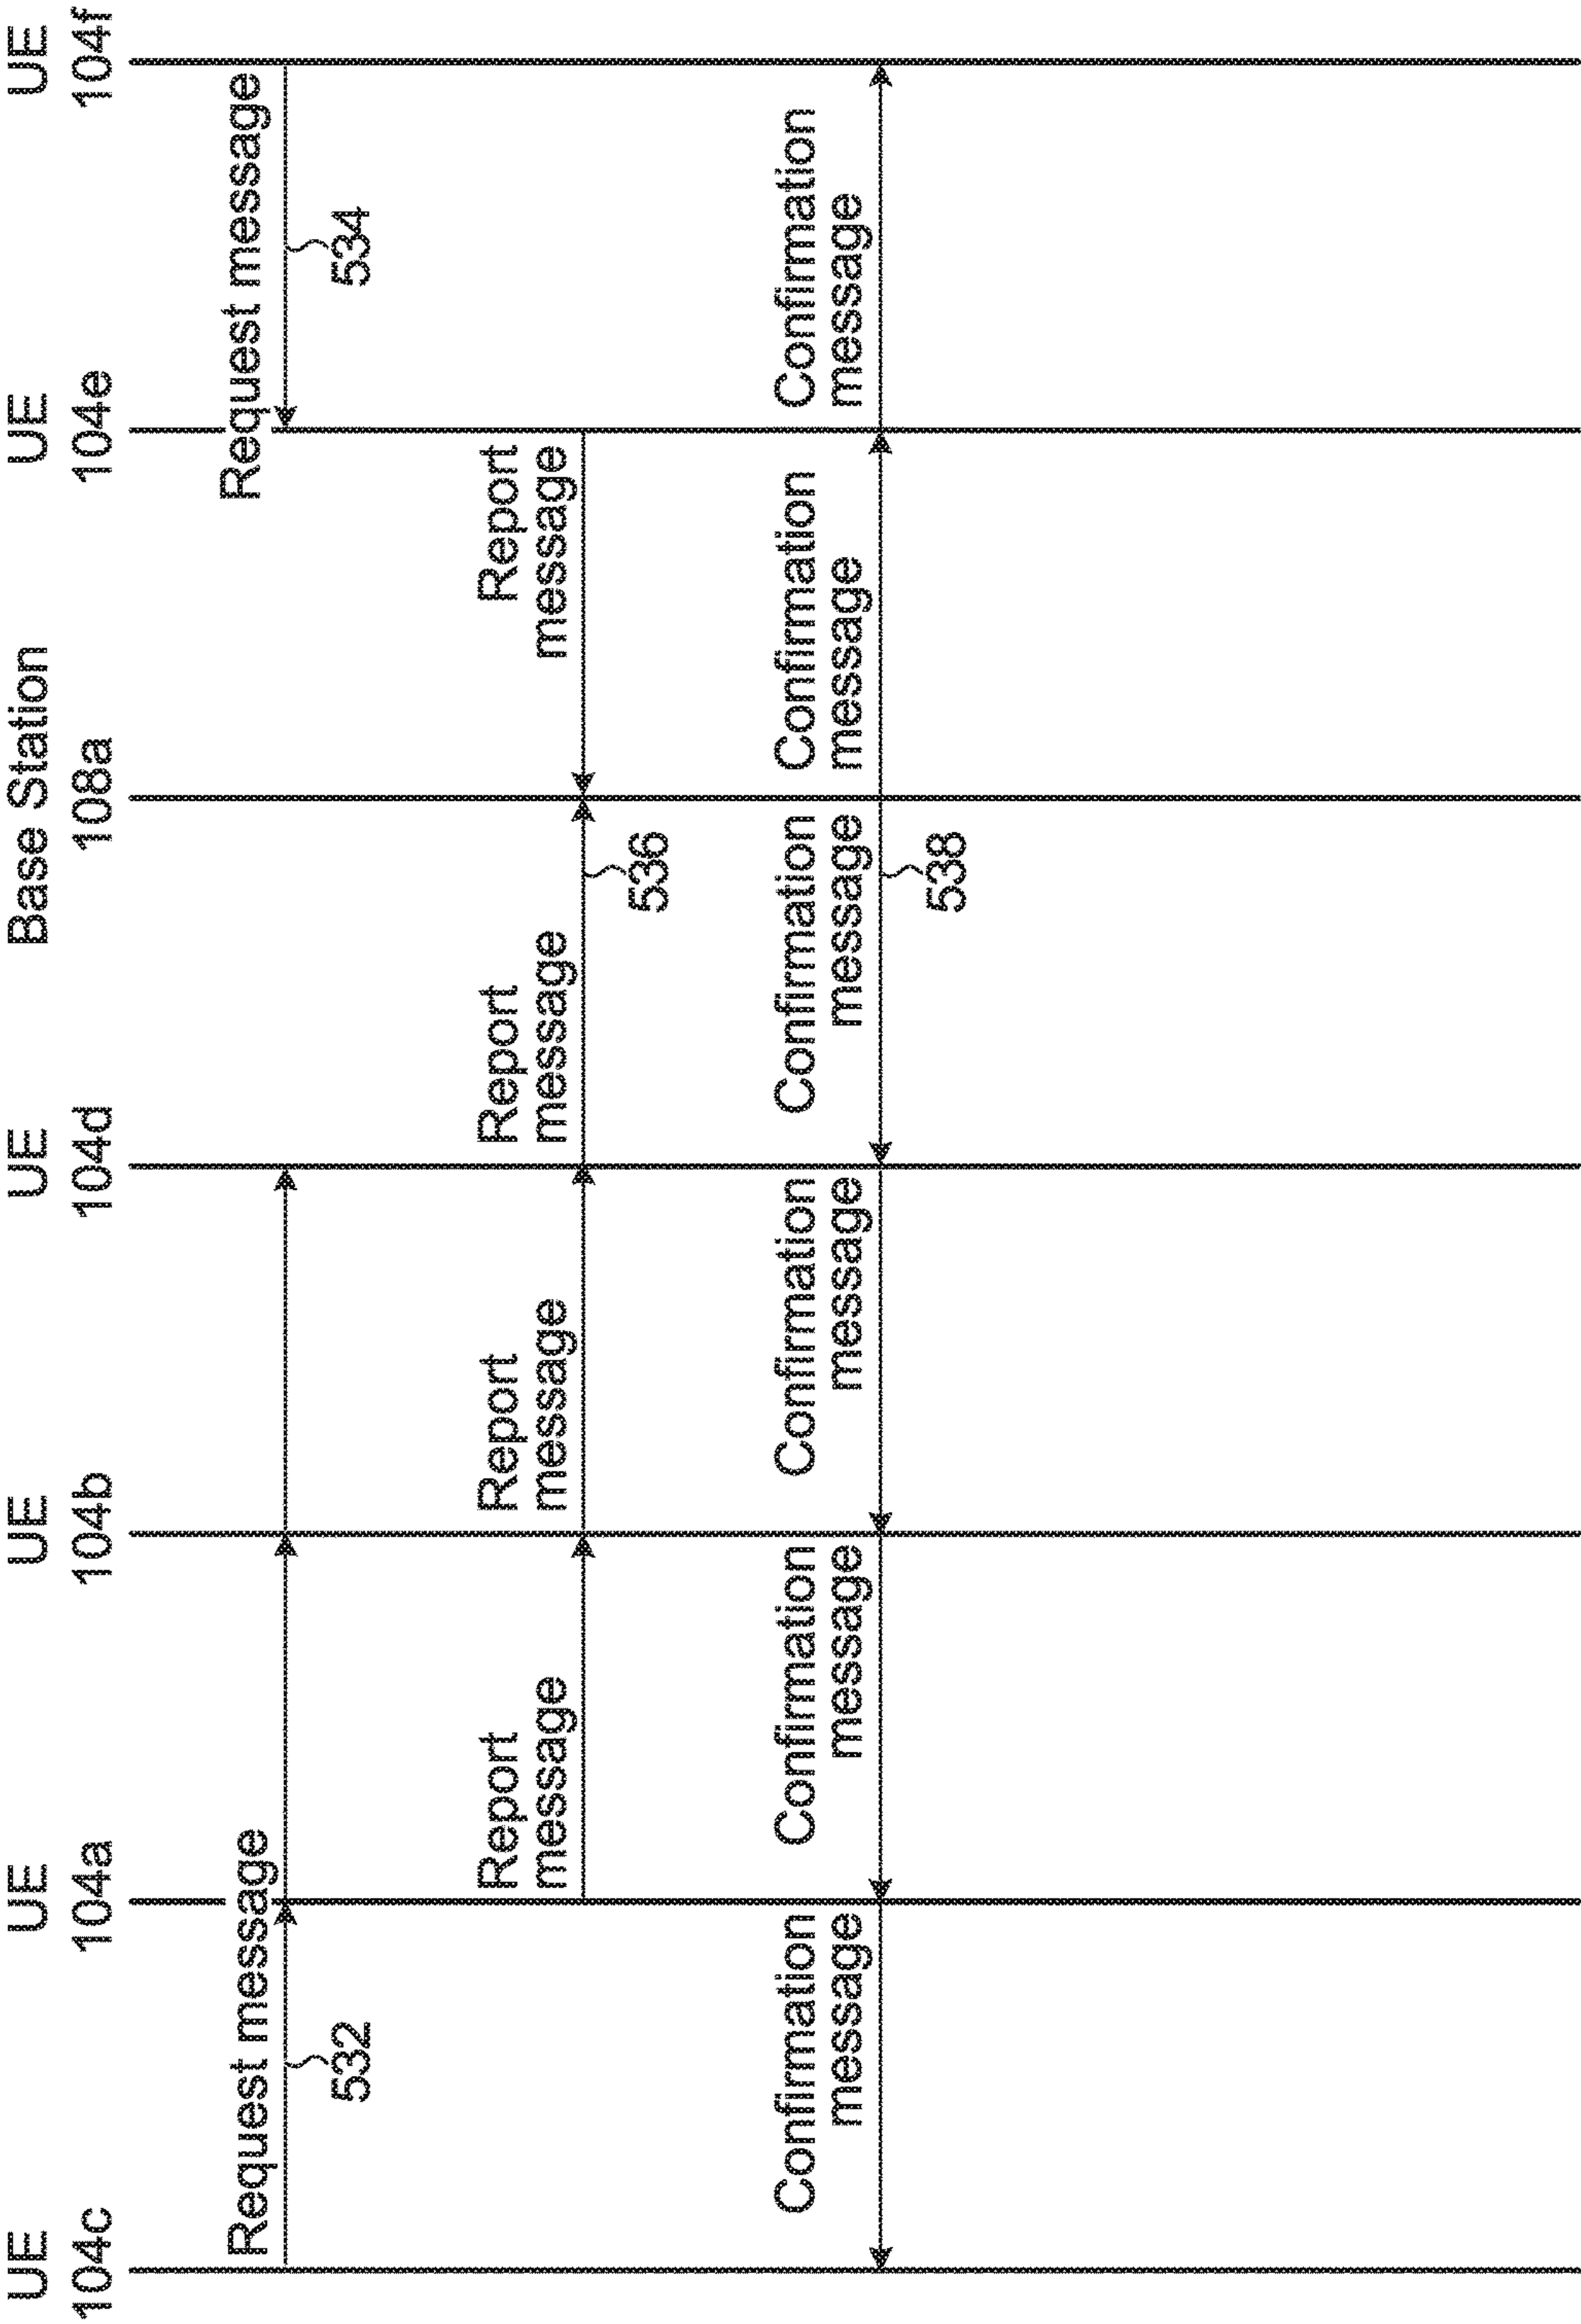 UE
104c
UE
104a
UE
104b
UE
104d
Base Station
108a
UE
104e
UE
104f
Request message
532
Request message
534
Report
message
Report
message
Report
message
536
Report
message
Confirmation
message
Confirmation
message
Confirmation
message
Confirmation
message
538
Confirmation
message
Confirmation
message